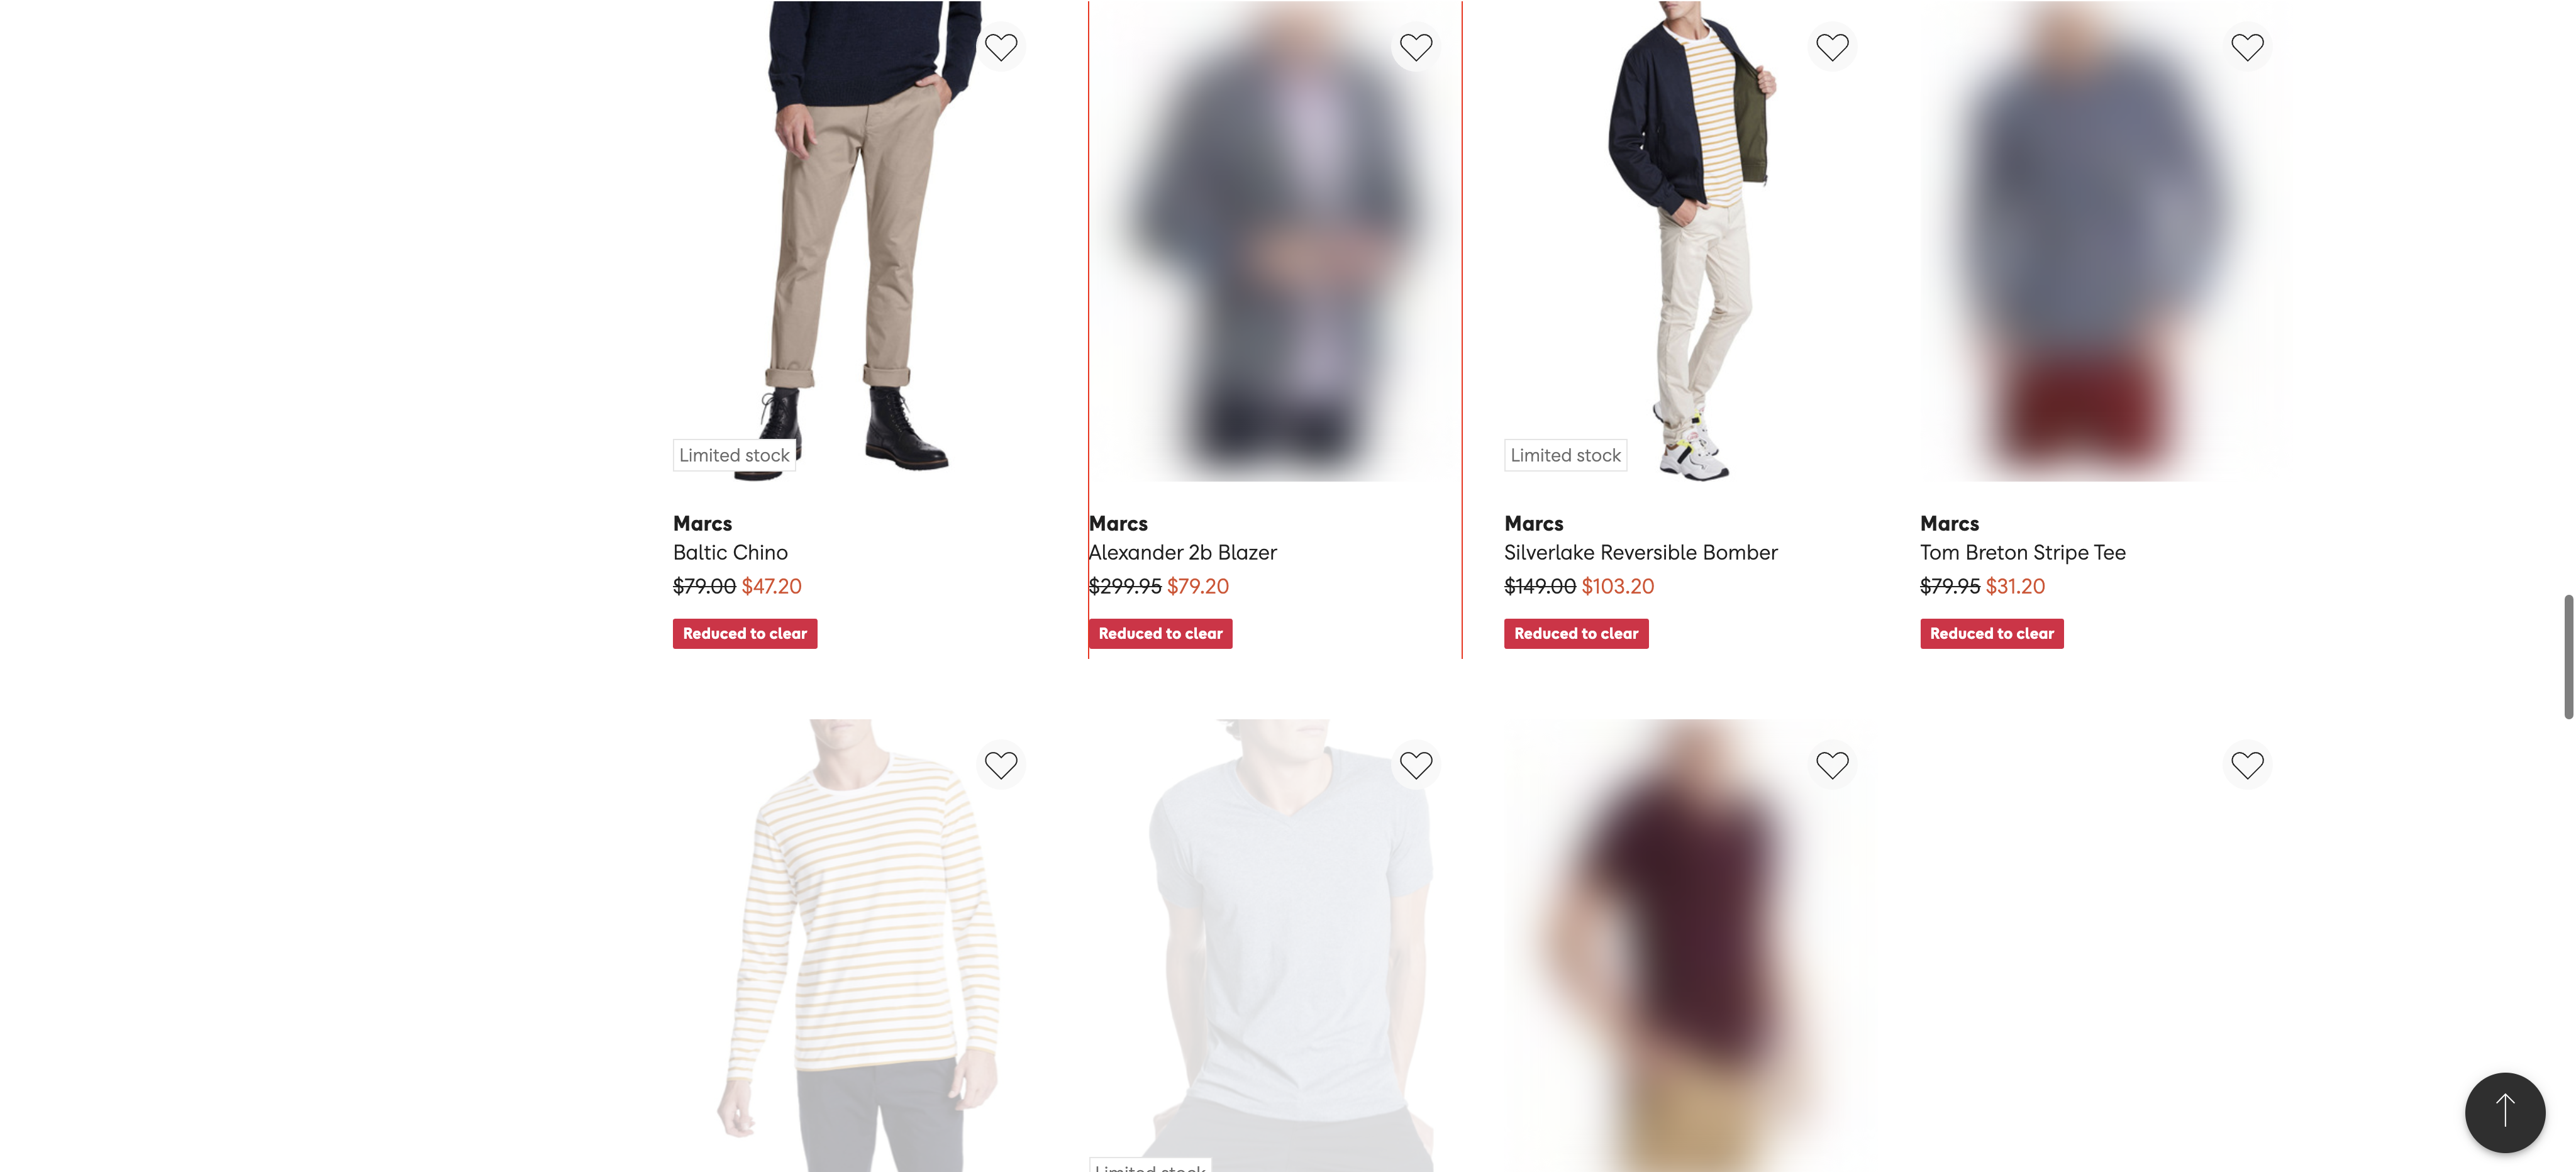 Limited stock
Limited stock
Marcs
Baltic Chino
$79.00 $47.20
Reduced to clear
Marcs
Alexander 2b Blazer
$299.95 $79.20
Reduced to clear
Marcs
Silverlake Reversible Bomber
$149.00 $103.20
Reduced to clear
Marcs
Tom Breton Stripe Tee
$79.95 $31.20
Reduced to clear
Limited stock